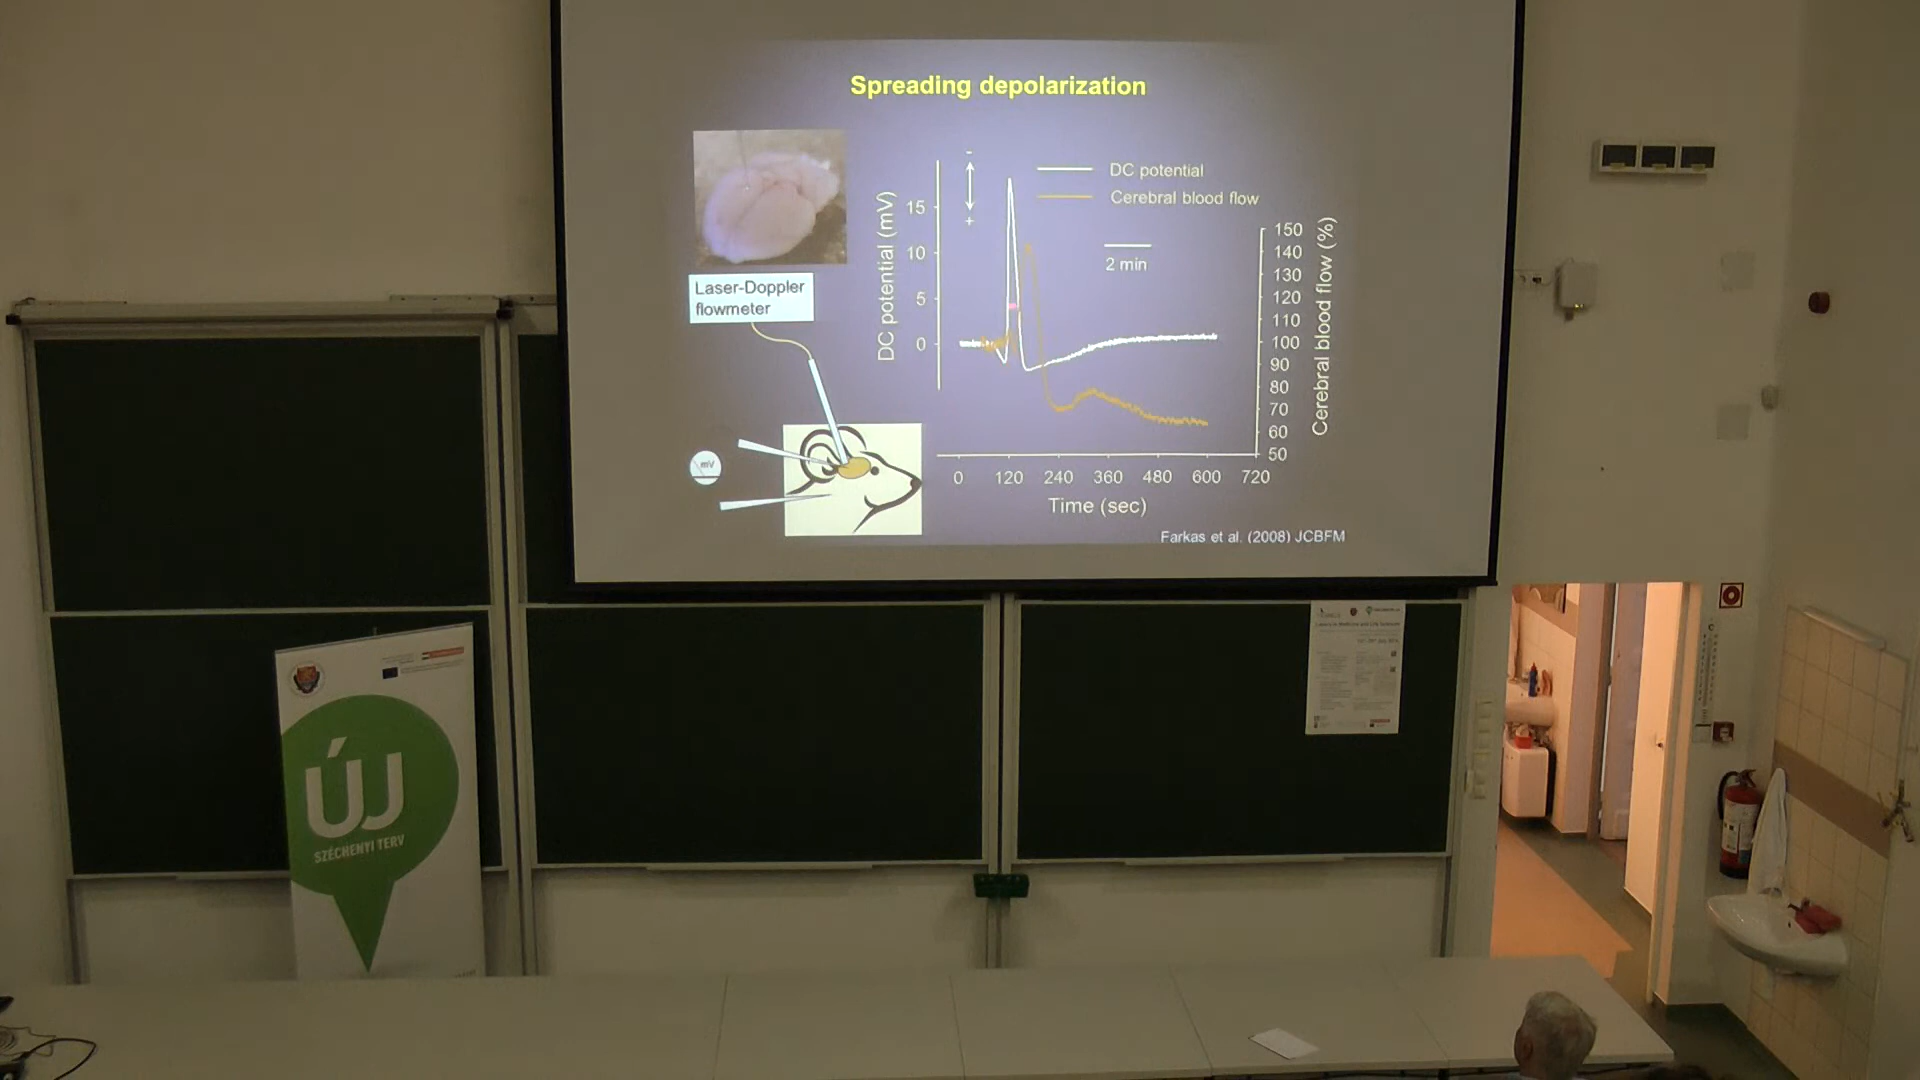 Spreading depolarization
Laser-Doppler
flowmeter
mV
DC potential (mV)
15
10
5
0
-
+
DC potential
Cerebral blood flow
2 min
150
140
130
120
110
100
90
80
70
60
50
Cerebral blood flow (%)
0 120 240 360 480 600 720
Time (sec)
Farkas et al. (2008) JCBFM
ÚJ
SZÉCHENYI TERV